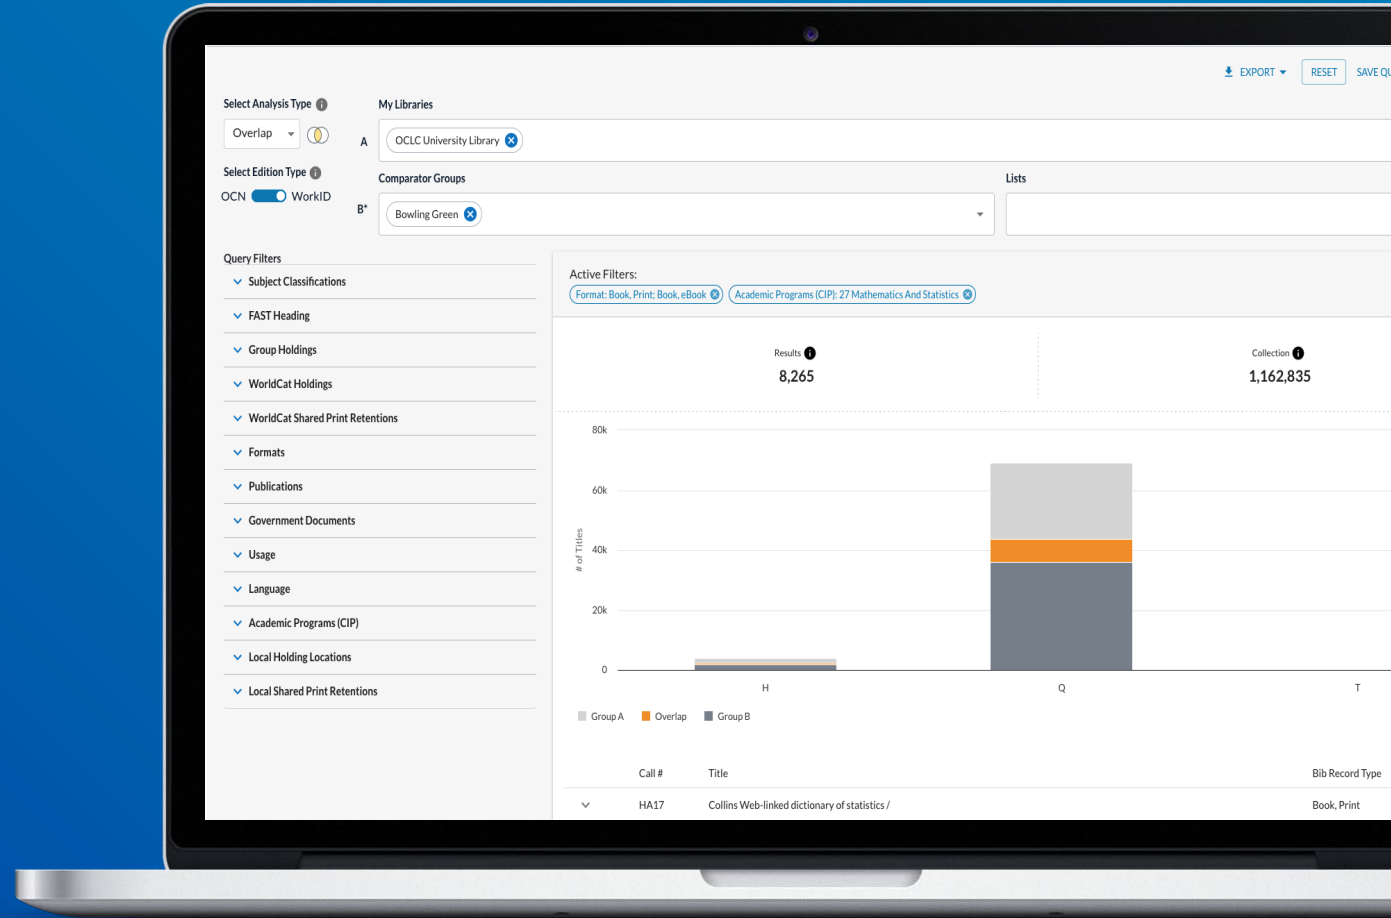 EXPORT RESET SAVE
Select Analysis Type
My Libraries
Overlap
A
OCLC University Library
Select Edition Type
Comparator Groups
Lists
OCN WorkID
B*
Bowling Green
Query Filters
Subject Classifications
FAST Heading
Group Holdings
WorldCat Holdings
WorldCat Shared Print Retentions
Formats
Publications
Government Documents
Usage
Language
Academic Programs (CIP)
Local Holding Locations
Local Shared Print Retentions
Active Filters:
Format: Book, Print; Book, eBook
Academic Programs (CIP): 27 Mathematics And Statistics
Results
8,265
Collection
1,162,835
80k
60k
40k
20k
0
# of Titles
H Q T
Group A Overlap Group B
Call # Title Bib Record Type
HA17 Collins Web-linked dictionary of statistics / Book, Print